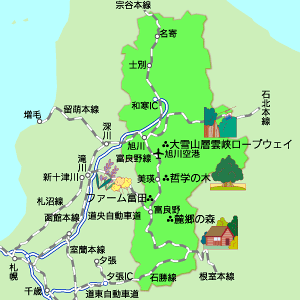 宗谷本線
名寄
士別
和寒IC
石北本線
増毛
留萌本線
深川
旭川
大雪山層雲峡ロープウェイ
旭川空港
富良野線
滝川
新十津川
美瑛
哲学の木
ファーム富田
札沼線
函館本線
道央自動車道
富良野
麓郷の森
室蘭本線
札幌
夕張
夕張IC
石勝線
根室本線
千歳
道東自動車道